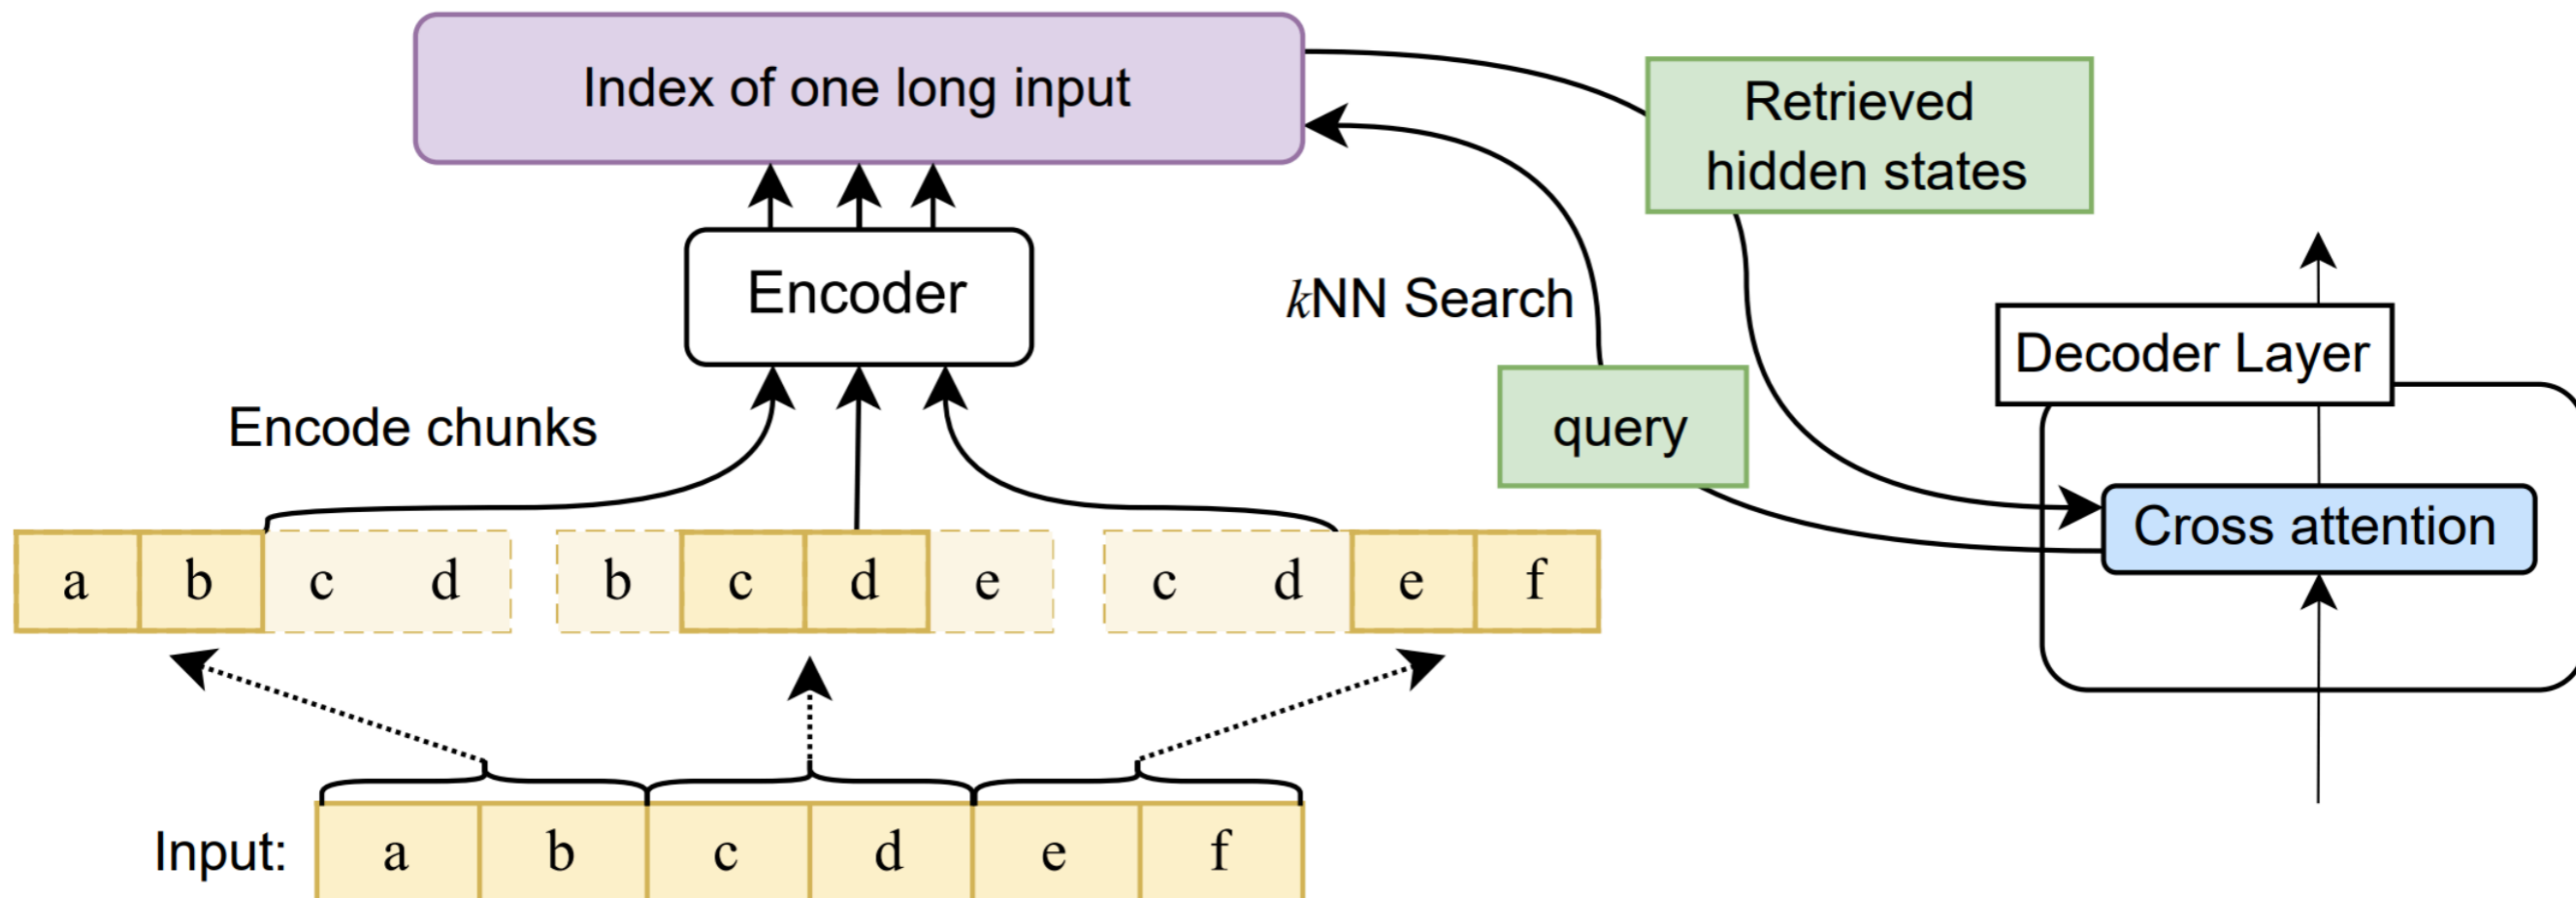 Index of one long input
Retrieved
hidden states
Encoder
kNN Search
Decoder Layer
Encode chunks
query
Cross attention
a b c d b c d e c d e f
Input: a b c d e f